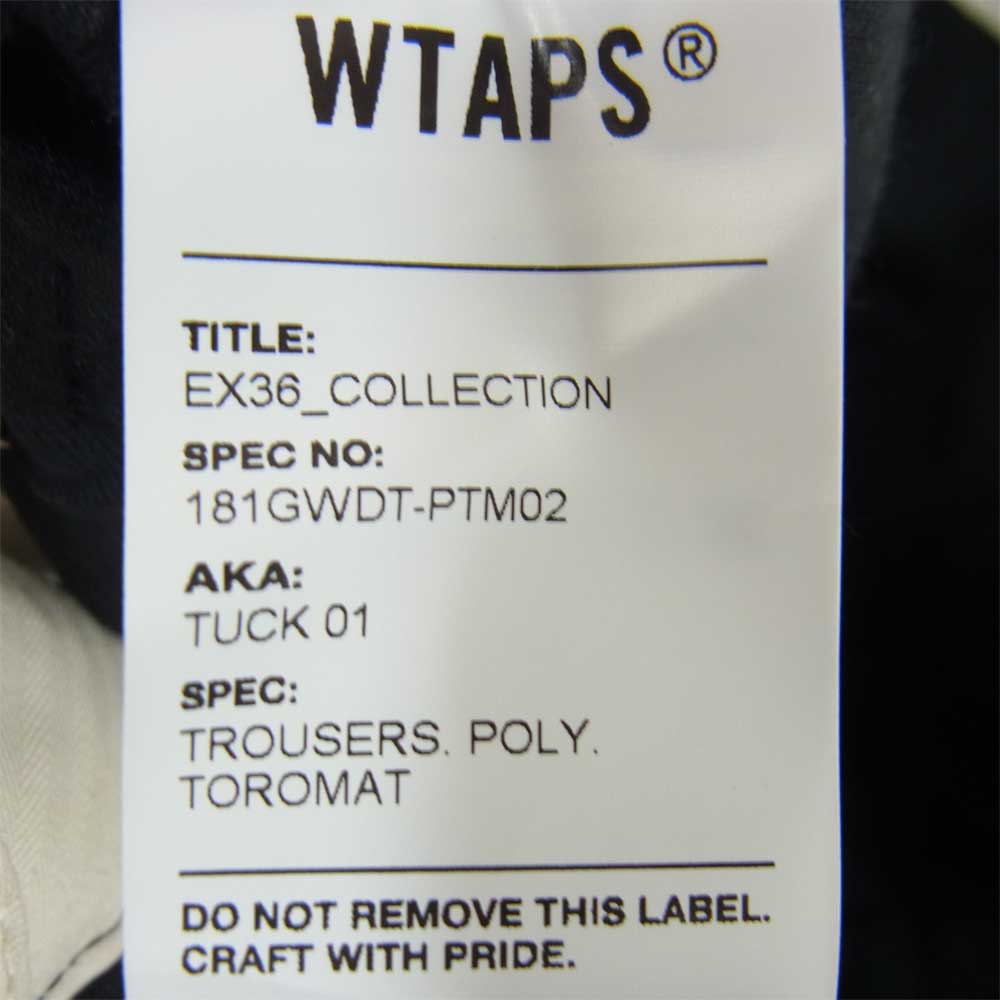 WTAPS®
TITLE:
EX36_COLLECTION
SPEC NO:
181GWDT-PTM02
AKA:
TUCK 01
SPEC:
TROUSERS. POLY.
TOROMAT
DO NOT REMOVE THIS LABEL.
CRAFT WITH PRIDE.